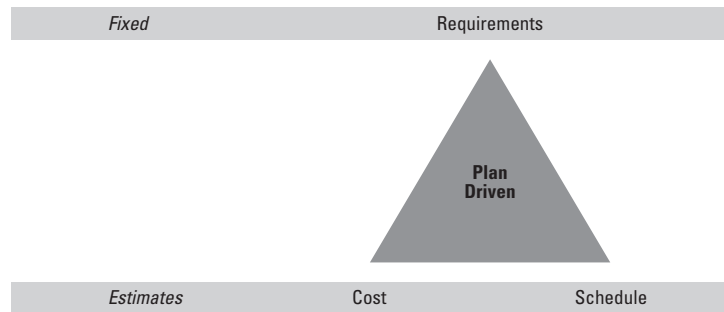 Fixed Requirements
Plan
Driven
Estimates Cost Schedule